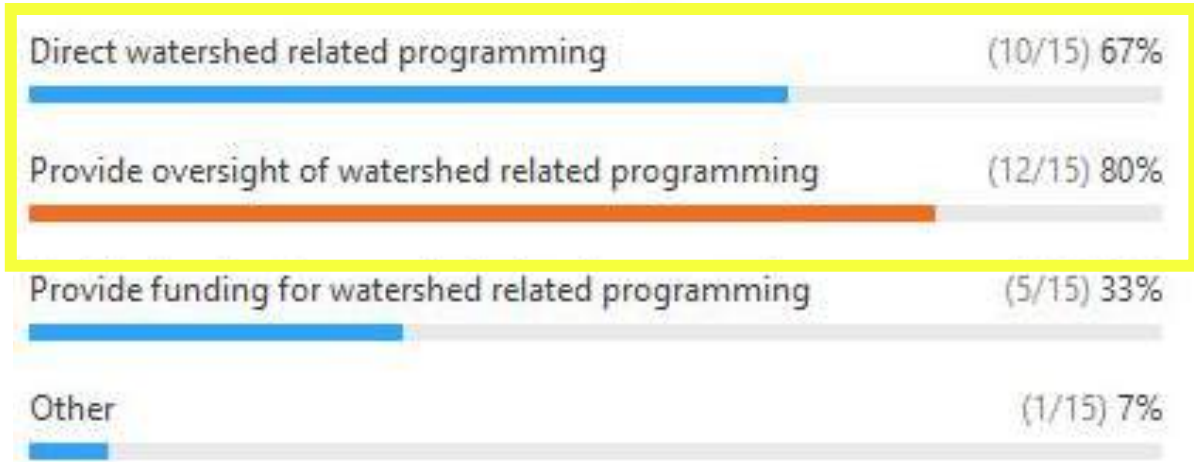 Direct watershed related programming (10/15) 67%
Provide oversight of watershed related programming (12/15) 80%
Provide funding for watershed related programming (5/15) 33%
Other (1/15) 7%